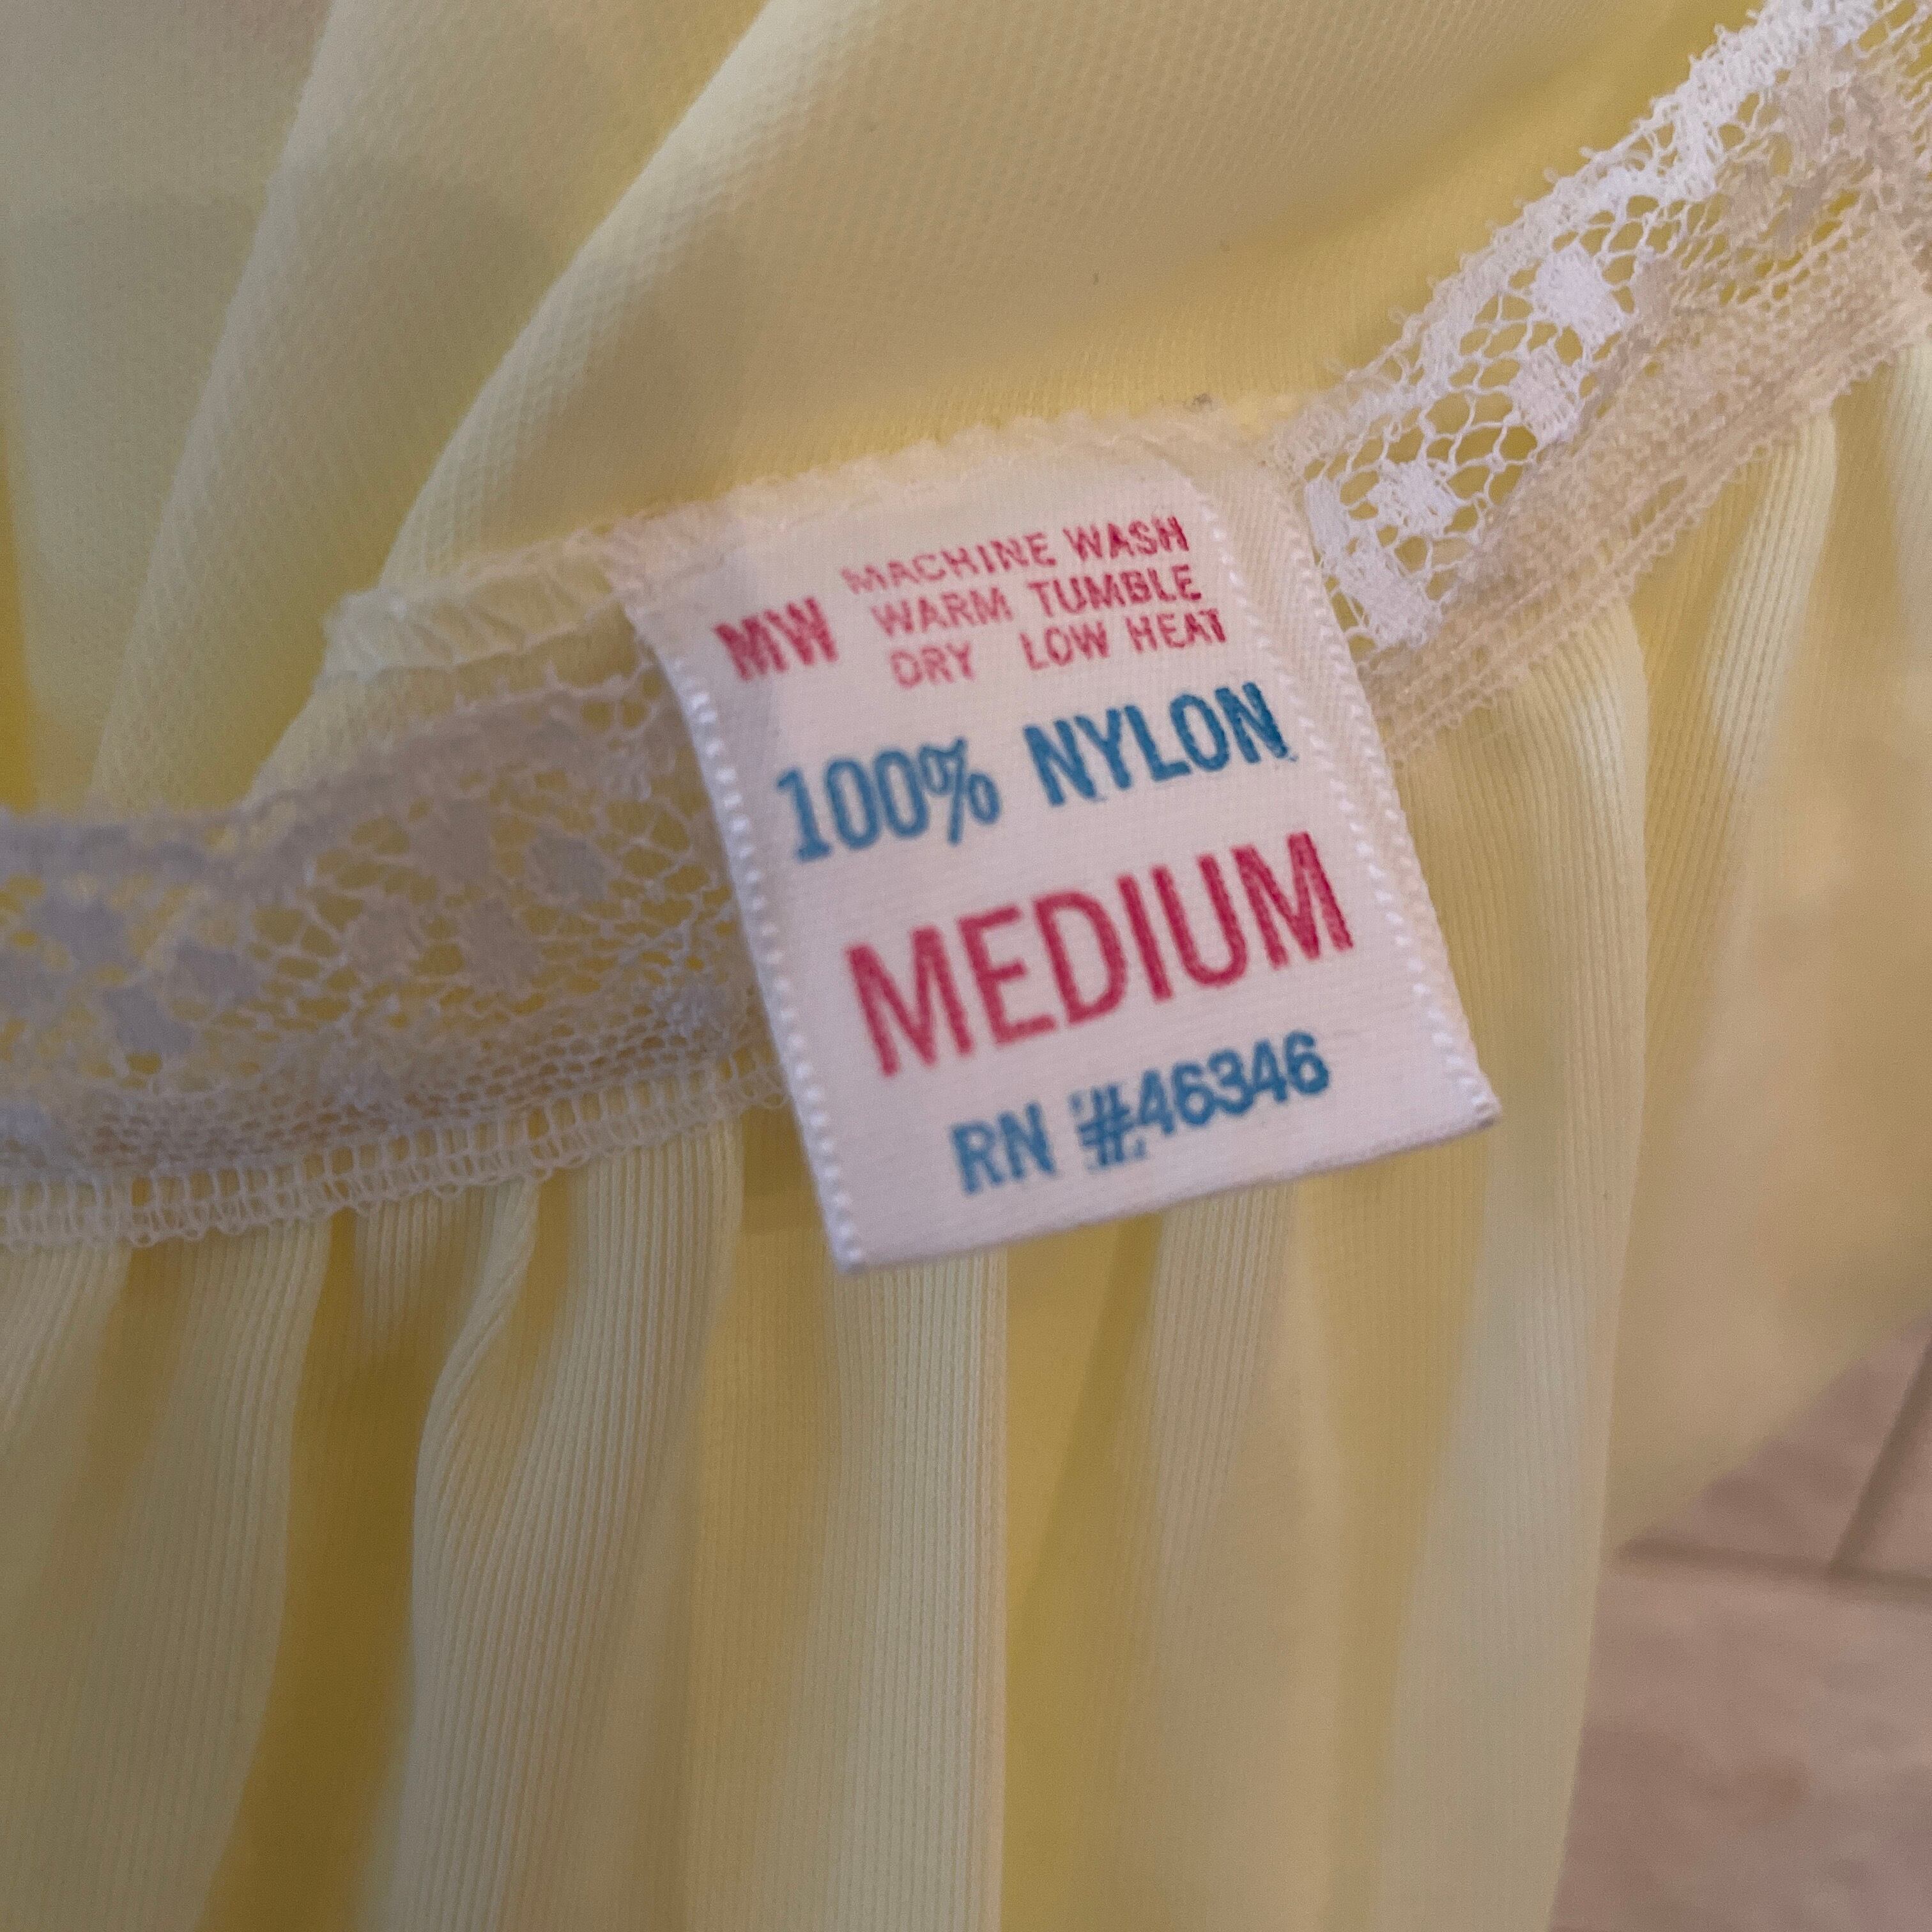 MACHINE WASH
MW WARM TUMBLE
DRY LOW HEAT
100% NYLON
MEDIUM
RN #46346